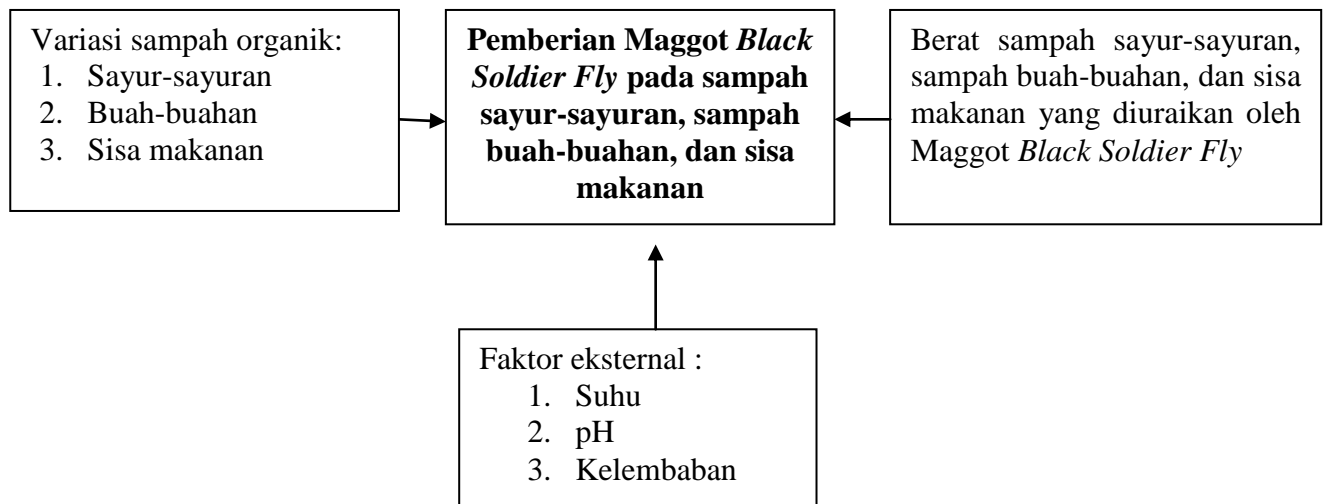 Variasi sampah organik:
1. Sayur-sayuran
2. Buah-buahan
3. Sisa makanan
Pemberian Maggot Black
Soldier Fly pada sampah
sayur-sayuran, sampah
buah-buahan, dan sisa
makanan
Berat sampah sayur-sayuran,
sampah buah-buahan, dan sisa
makanan yang diuraikan oleh
Maggot Black Soldier Fly
Faktor eksternal :
1. Suhu
2. pH
3. Kelembaban